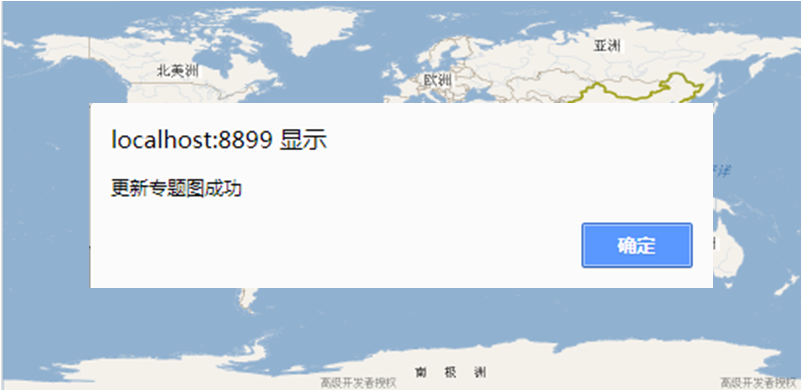 亚洲
北美洲
欧洲
localhost:8899 显示
更新专题图成功
洋
确定
南 极 洲
高级开发者授权
高级开发者授权